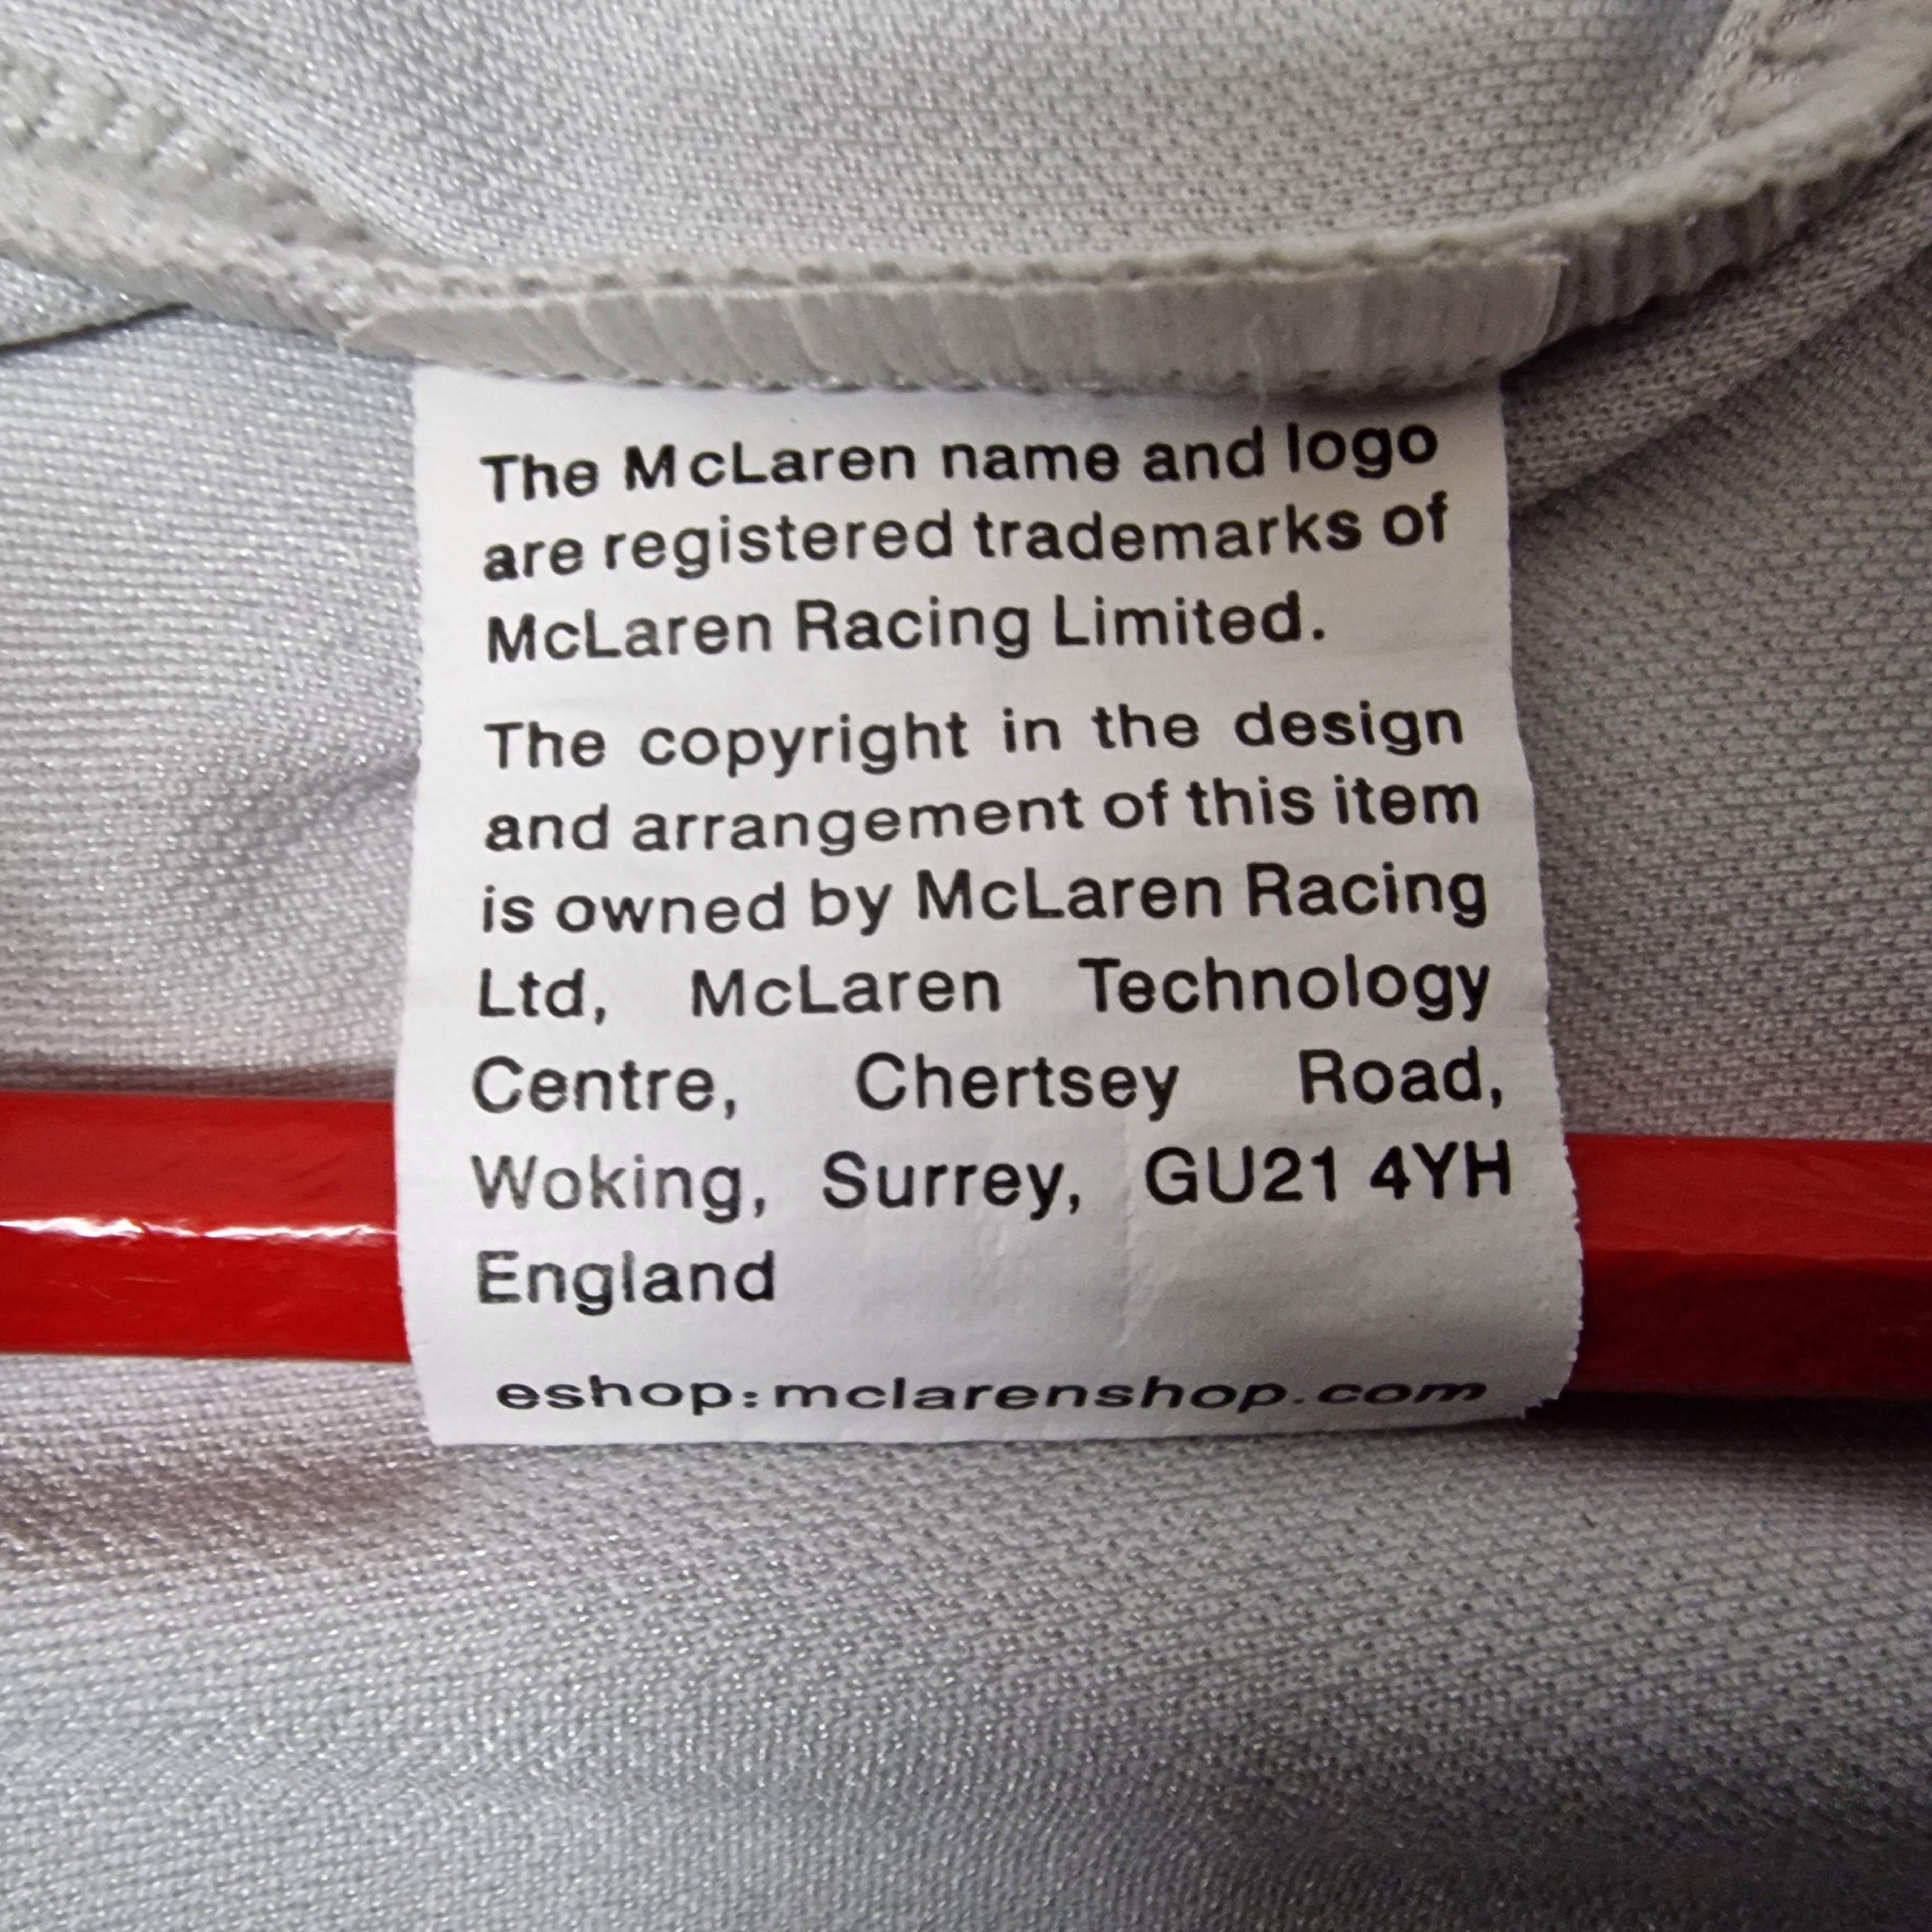 The McLaren name and logo
are registered trademarks of
McLaren Racing Limited.
The copyright in the design
and arrangement of this item
is owned by McLaren Racing
Ltd, McLaren Technology
Centre, Chertsey Road,
Woking, Surrey, GU21 4YH
England
eshop:mclarenshop.com